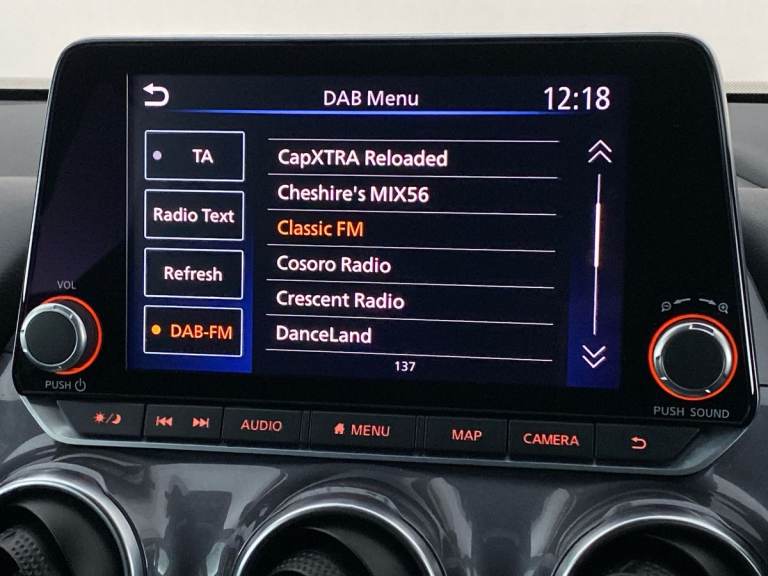 DAB Menu 12:18
TA
Radio Text
Refresh
DAB-FM
CapXTRA Reloaded
Cheshire's MIX56
Classic FM
Cosoro Radio
Crescent Radio
DanceLand
137
VOL
PUSH
PUSH SOUND
AUDIO
MENU
MAP
CAMERA